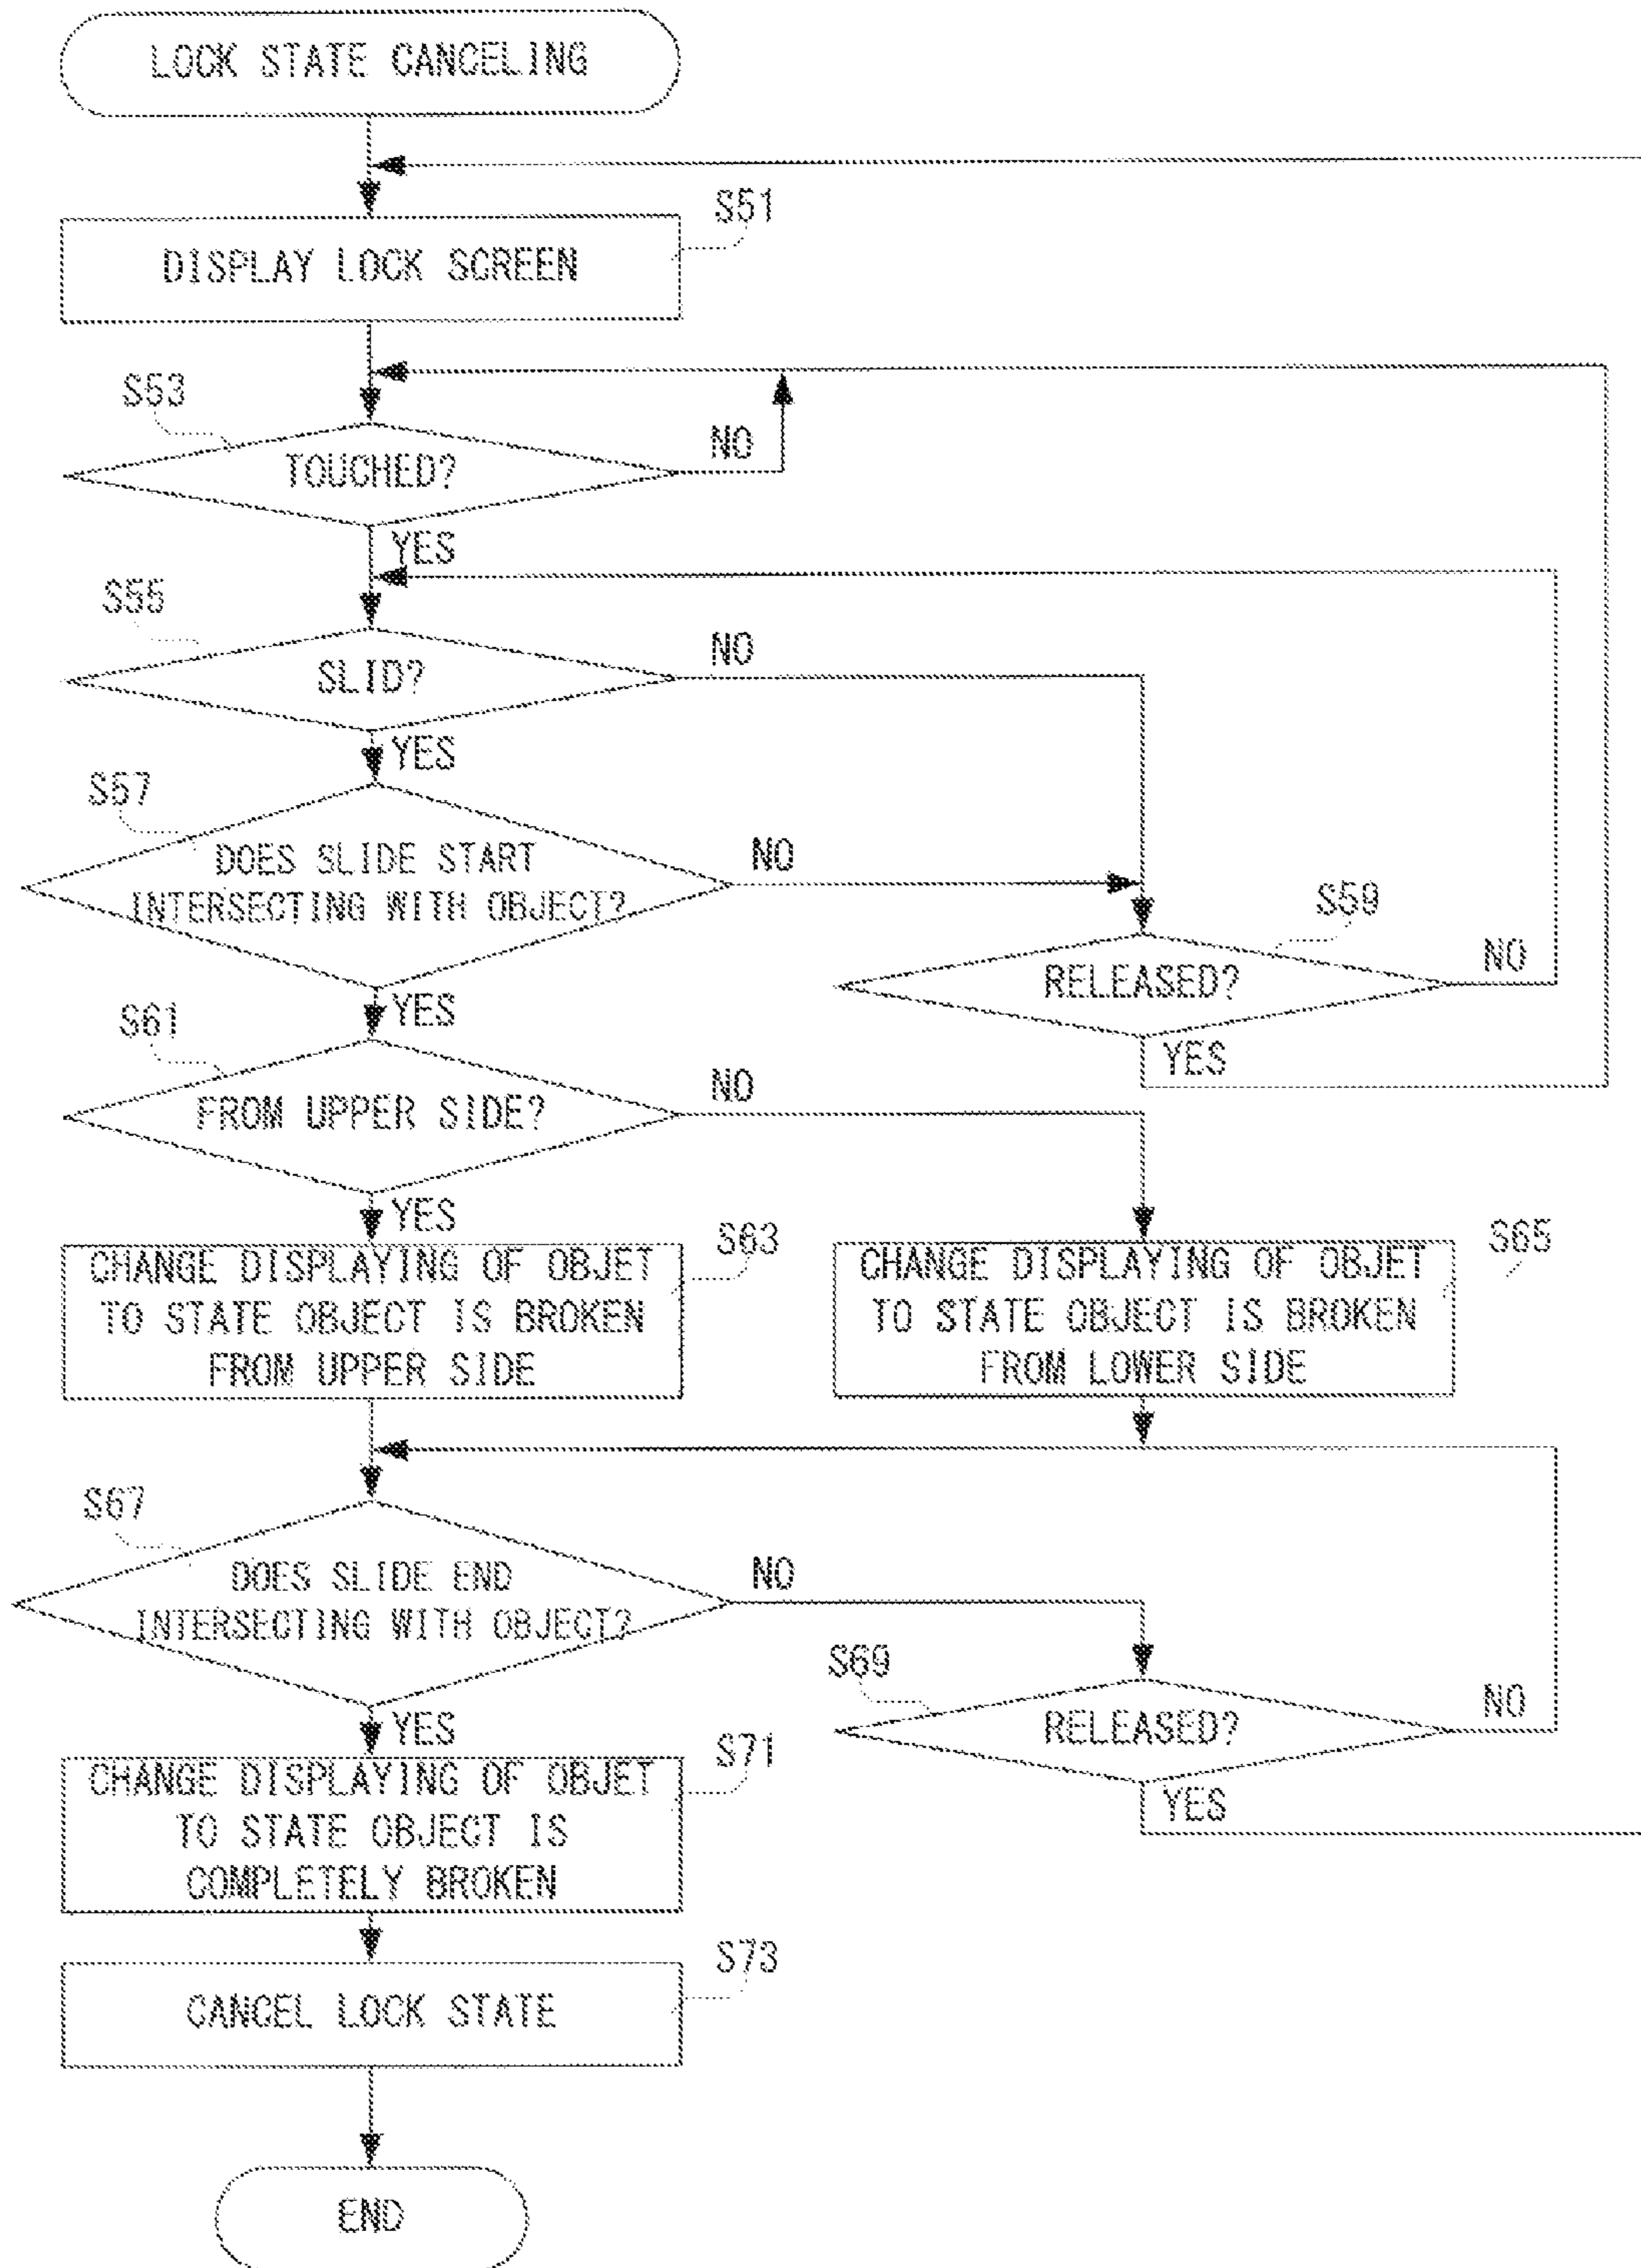 LOCK STATE CANCELING
S51
DISPLAY LOCK SCREEN
S53
TOUCHED?
NO
YES
S55
SLID?
NO
YES
S57
DOES SLIDE START
INTERSECTING WITH OBJECT?
NO
YES
S59
RELEASED?
NO
YES
S61
FROM UPPER SIDE?
NO
YES
S63
CHANGE DISPLAYING OF OBJET
TO STATE OBJECT IS BROKEN
FROM UPPER SIDE
S65
CHANGE DISPLAYING OF OBJET
TO STATE OBJECT IS BROKEN
FROM LOWER SIDE
S67
DOES SLIDE END
INTERSECTING WITH OBJECT?
NO
YES
S69
RELEASED?
NO
YES
S71
CHANGE DISPLAYING OF OBJET
TO STATE OBJECT IS
COMPLETELY BROKEN
S73
CANCEL LOCK STATE
END